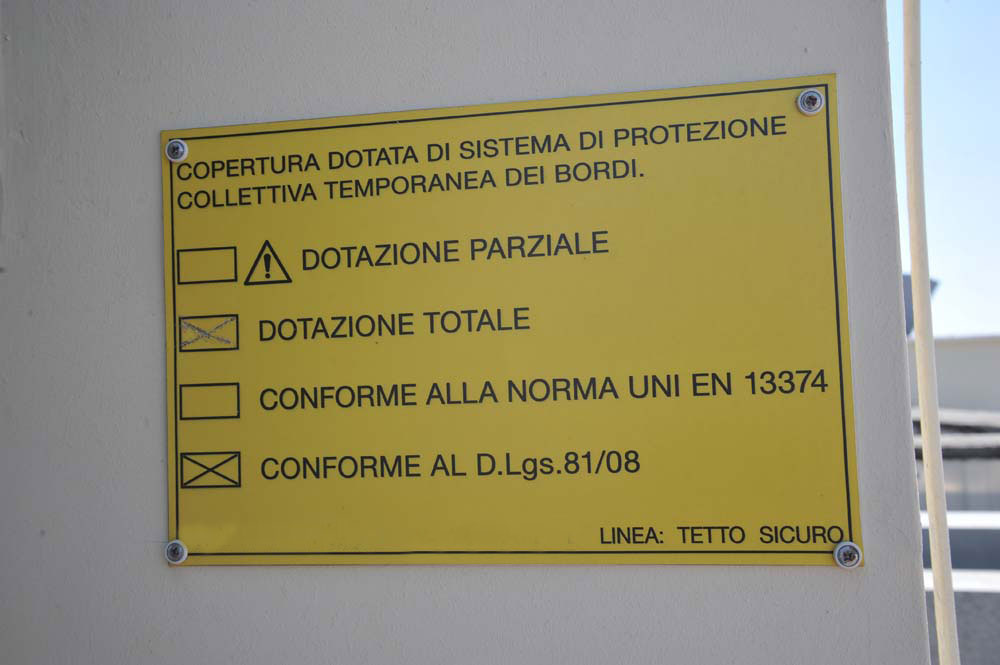 COPERTURA DOTATA DI SISTEMA DI PROTEZIONE
COLLETTIVA TEMPORANEA DEI BORDI.
DOTAZIONE PARZIALE
DOTAZIONE TOTALE
CONFORME ALLA NORMA UNI EN 13374
CONFORME AL D.Lgs.81/08
LINEA: TETTO SICURO